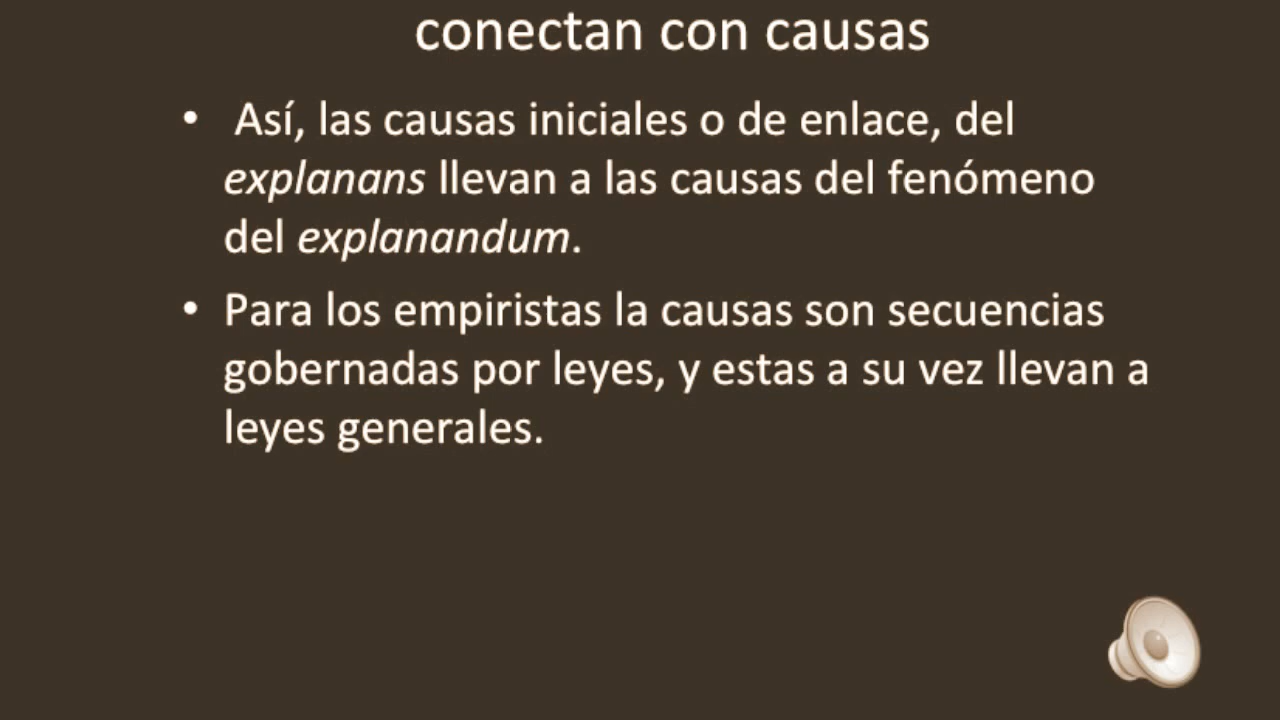 conectan con causas
• Así, las causas iniciales o de enlace, del
explanans llevan a las causas del fenómeno
del explanandum.
• Para los empiristas la causas son secuencias
gobernadas por leyes, y estas a su vez llevan a
leyes generales.